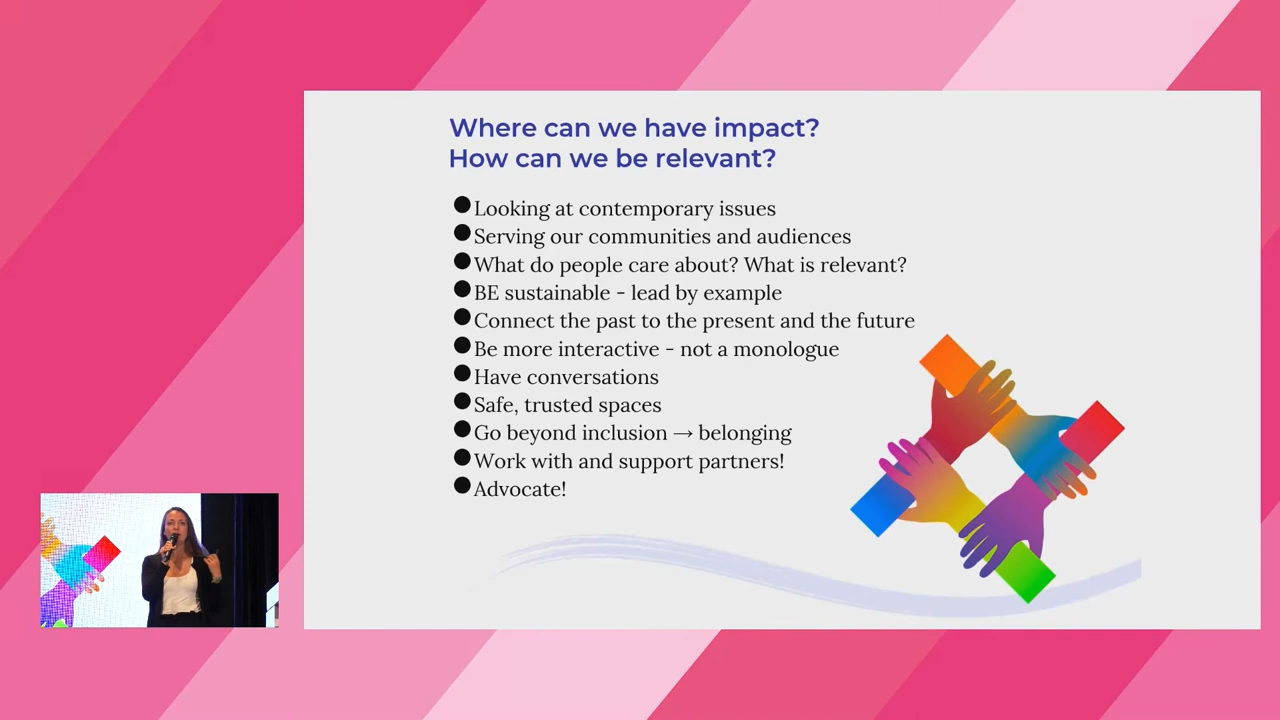 Where can we have impact?
How can we be relevant?
●Looking at contemporary issues
●Serving our communities and audiences
●What do people care about? What is relevant?
●BE sustainable - lead by example
●Connect the past to the present and the future
●Be more interactive - not a monologue
●Have conversations
●Safe, trusted spaces
●Go beyond inclusion → belonging
●Work with and support partners!
●Advocate!